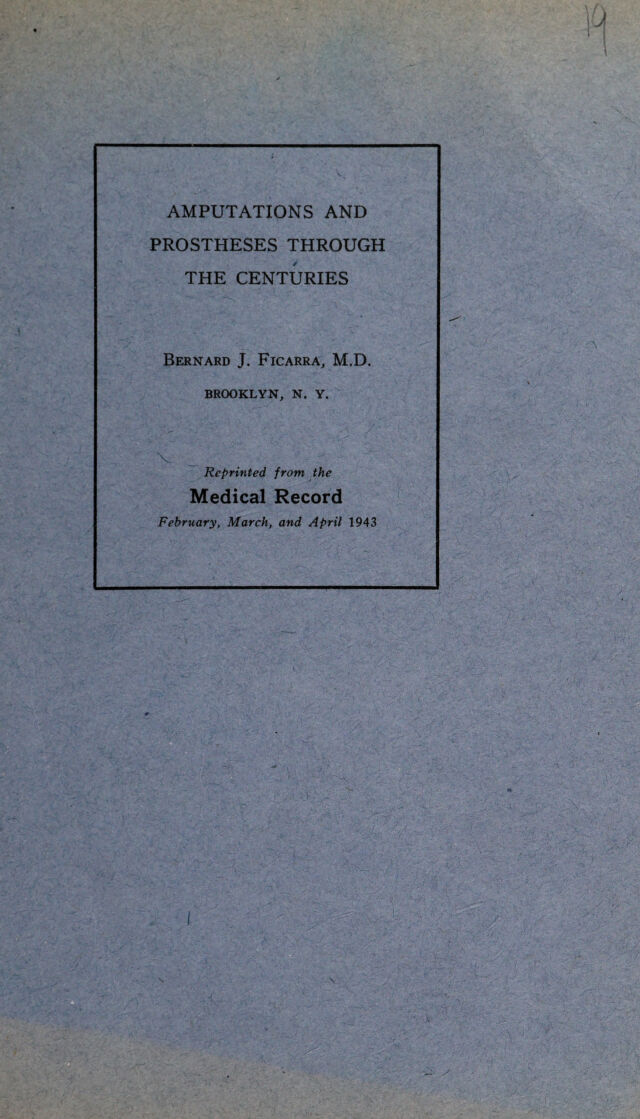 19
AMPUTATIONS AND
PROSTHESES THROUGH
THE CENTURIES
BERNARD J. FICARRA, M.D.
BROOKLYN, N. Y.
Reprinted from the
Medical Record
February, March, and April 1943